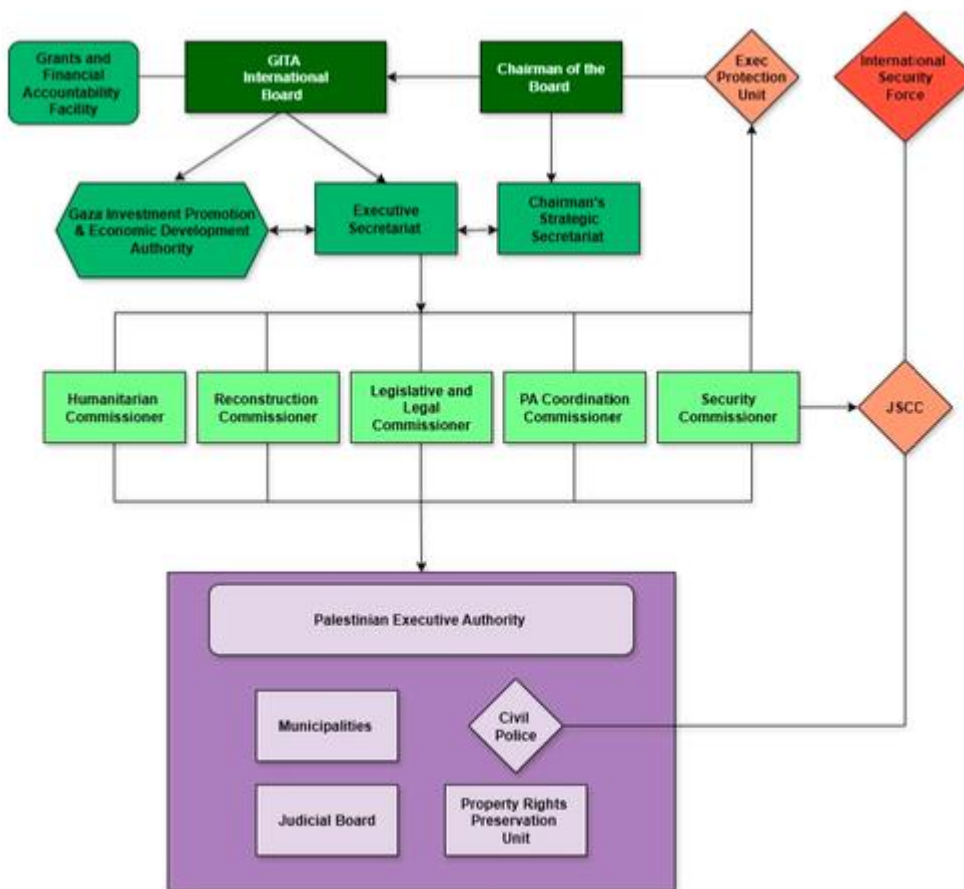 Grants and
Financial
Accountability
Facility
GITA
International
Board
Chairman of the
Board
Exec
Protection
Unit
International
Security
Force
Gaza Investment Promotion
& Economic Development
Authority
Executive
Secretariat
Chairman's
Strategic
Secretariat
Humanitarian
Commissioner
Reconstruction
Commissioner
Legislative and
Legal
Commissioner
PA Coordination
Commissioner
Security
Commissioner
JSCC
Palestinian Executive Authority
Municipalities
Civil
Police
Judicial Board
Property Rights
Preservation
Unit